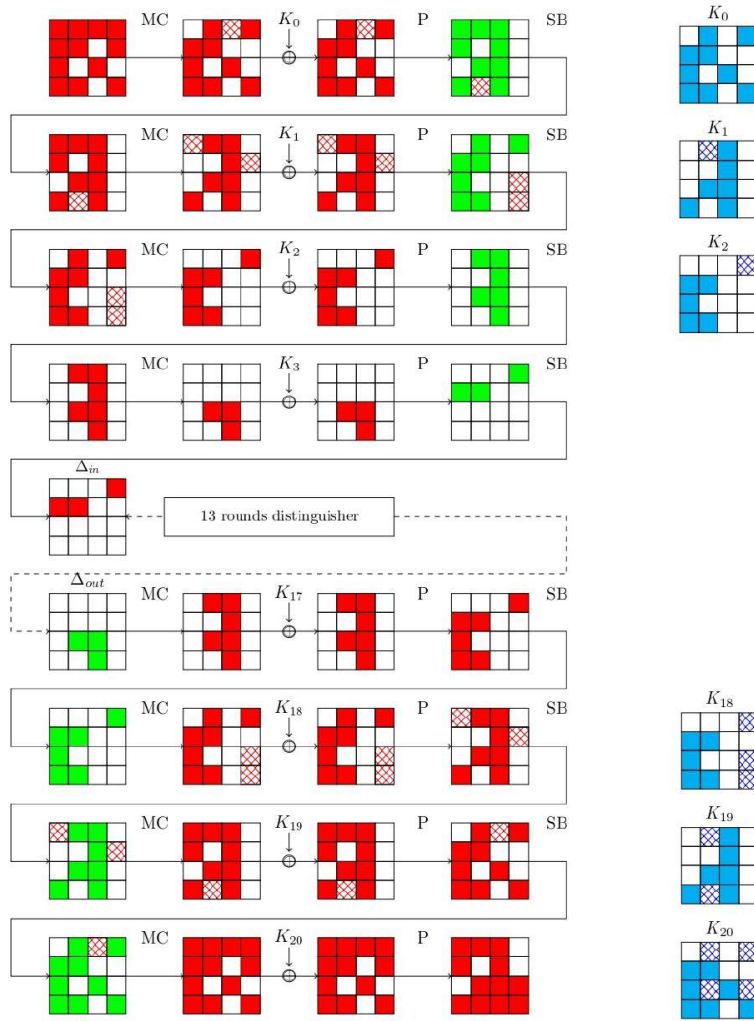 MC K₀ P SB K₀
MC K₁ P SB K₁
MC K₂ P SB K₂
MC K₃ P SB
Δin
13 rounds distinguisher
Δout
MC K₁₇ P SB
MC K₁₈ P SB K₁₈
MC K₁₉ P SB K₁₉
MC K₂₀ P K₂₀